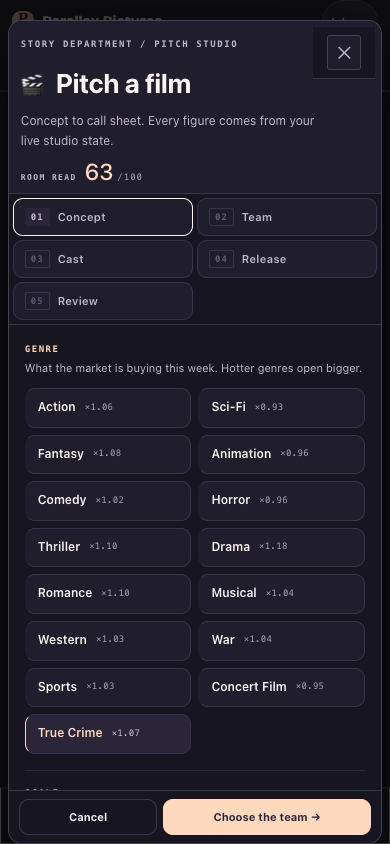 STORY DEPARTMENT / PITCH STUDIO
Pitch a film
Concept to call sheet. Every figure comes from your
live studio state.
ROOM READ 63 /100
01 Concept
02 Team
03 Cast
04 Release
05 Review
GENRE
What the market is buying this week. Hotter genres open bigger.
Action ×1.06
Sci-Fi ×0.93
Fantasy ×1.08
Animation ×0.96
Comedy ×1.02
Horror ×0.96
Thriller ×1.10
Drama ×1.18
Romance ×1.10
Musical ×1.04
Western ×1.03
War ×1.04
Sports ×1.03
Concert Film ×0.95
True Crime ×1.07
Cancel
Choose the team →